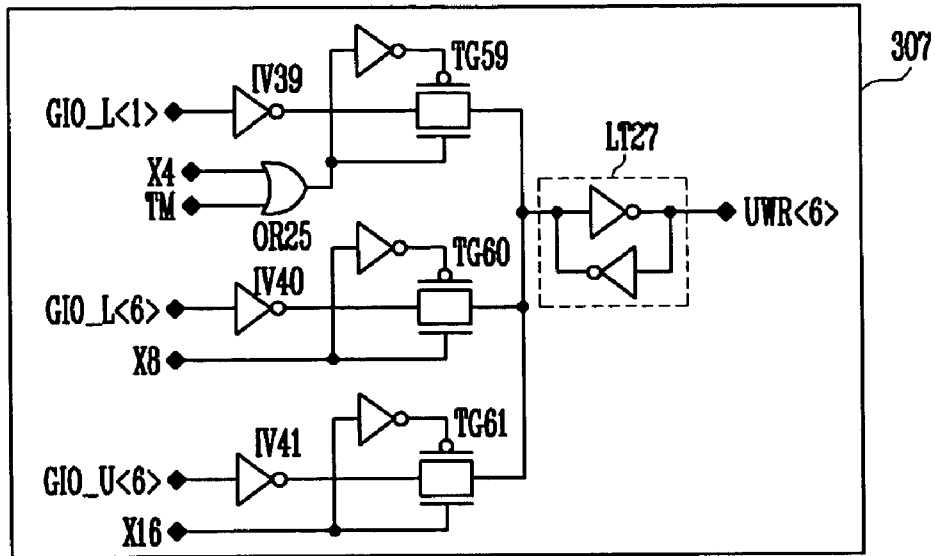 307
TG59
IV39
GIO_L<1>
X4
TM
OR25
LT27
UWR<6>
TG60
IV40
GIO_L<6>
X8
TG61
IV41
GIO_U<6>
X16